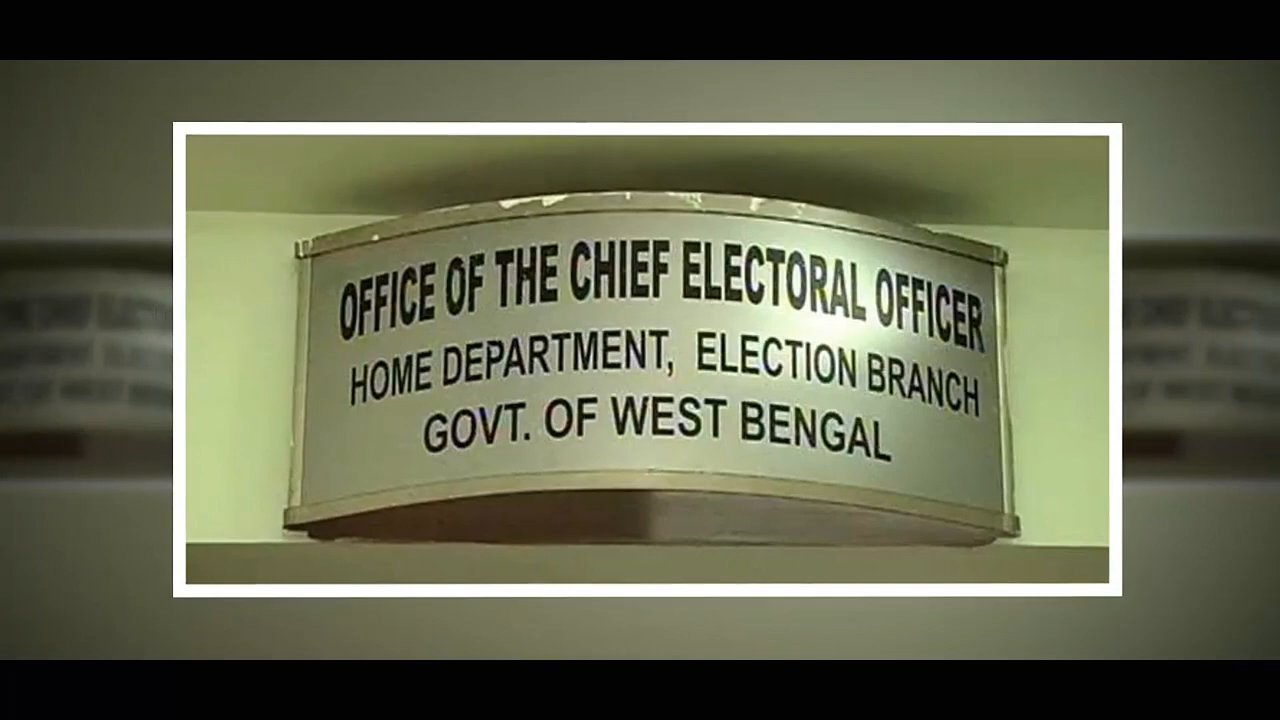 OFFICE OF THE CHIEF ELECTORAL OFFICER
HOME DEPARTMENT, ELECTION BRANCH
GOVT. OF WEST BENGAL